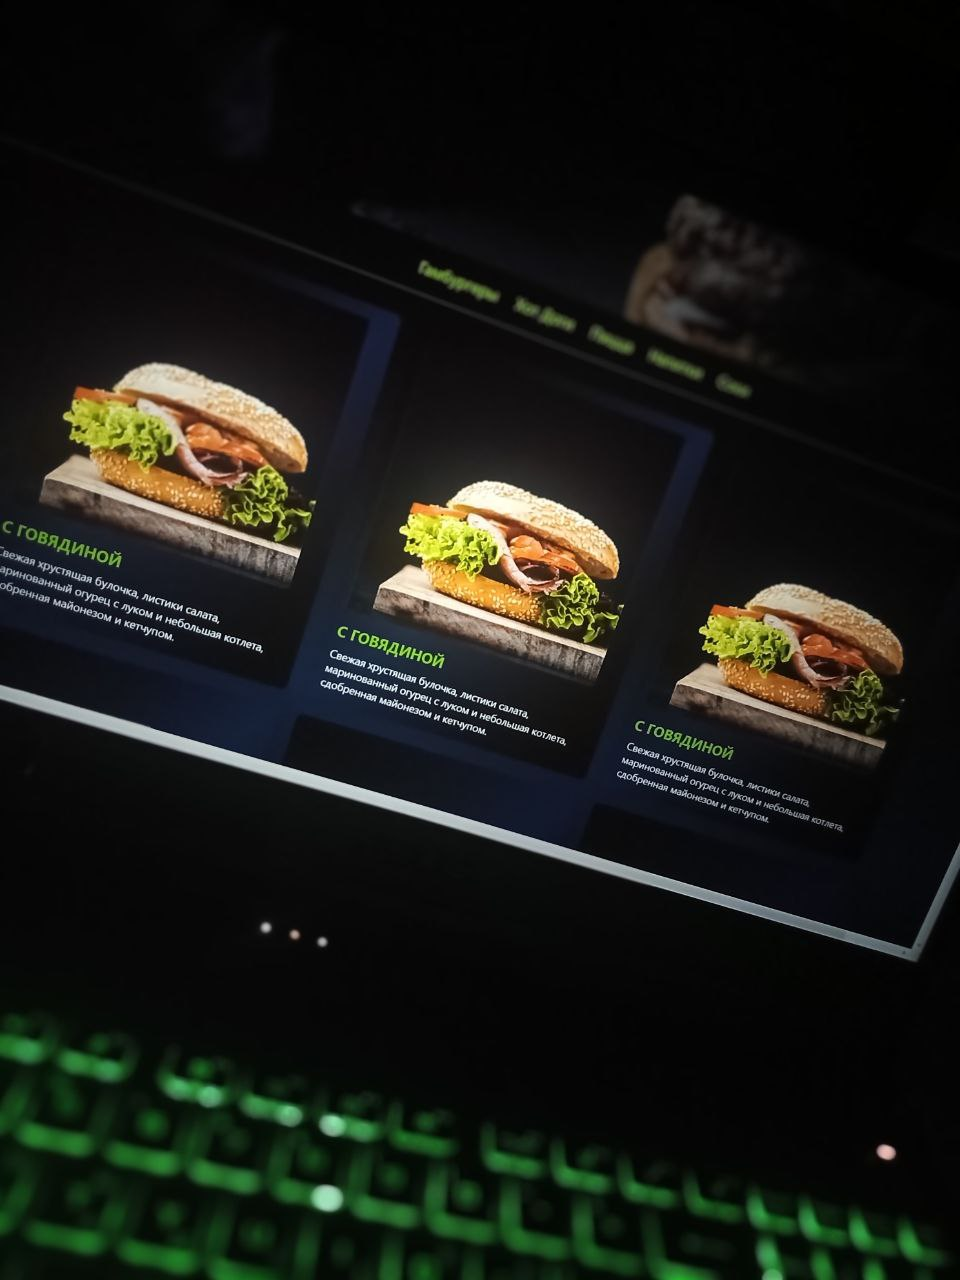 Гамбургеры Хот Доги Пицца Напитки Соки
С ГОВЯДИНОЙ
Свежая хрустящая булочка, листики салата,
маринованный огурец с луком и небольшая котлета,
сдобренная майонезом и кетчупом.
С ГОВЯДИНОЙ
Свежая хрустящая булочка, листики салата,
маринованный огурец с луком и небольшая котлета,
сдобренная майонезом и кетчупом.
С ГОВЯДИНОЙ
Свежая хрустящая булочка, листики салата,
маринованный огурец с луком и небольшая котлета,
сдобренная майонезом и кетчупом.